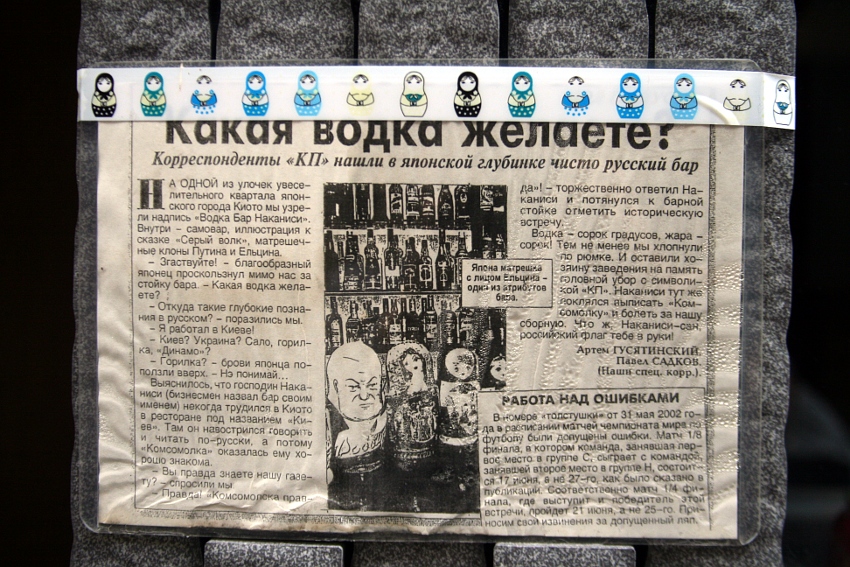 Какая водка желаете?
Корреспонденты «КП» нашли в японской глубинке чисто русский бар
НА ОДНОЙ из улочек увесе-
лительного квартала япон-
ского города Киото мы узре-
ли надпись «Водка Бар Наканиси».
Внутри – самовар, иллюстрация к
сказке «Серый волк», матрешеч-
ные клоны Путина и Ельцина.
– Згаствуйте! – благообразный
японец проскользнул мимо нас за
стойку бара. – Какая водка жела-
ете?
– Откуда такие глубокие позна-
ния в русском? – поразились мы.
– Я работал в Киеве!
– Киев? Украина? Сало, горил-
ка, «Динамо»?
– Горилка? – брови японца по-
ползли вверх. – Нэ понимай...
Выяснилось, что господин Нака-
ниси (бизнесмен назвал бар своим
именем) некогда трудился в Киото
в ресторане под названием «Ки-
ев». Там он навострился говорить
и читать по-русски, а потому
«Комсомолка» оказалась ему хо-
рошо знакома.
– Вы правда знаете нашу газе-
ту? – спросили мы
– Правда! «Комсоморска прав-
Япона матрешка
с лицом Ельцина –
один из атрибутов
бара.
да»! – торжественно ответил На-
каниси и потянулся к барной
стойке отметить историческую
встречу.
Водка – сорок градусов, жара –
сорок! Тем не менее мы хлопнули
по рюмке. И оставили хо-
зяину заведения на память
головной убор с символи-
кой «КП». Наканиси тут же
поклялся выписать «Ком-
сомолку» и болеть за нашу
сборную. Что ж, Наканиси-сан,
российский флаг тебе в руки!
Артем ГУСЯТИНСКИЙ,
Павел САДКОВ.
(Наши спец. корр.).
РАБОТА НАД ОШИБКАМИ
В номере «толстушки» от 31 мая 2002 го-
да в расписании матчей чемпионата мира по
футболу были допущены ошибки. Матч 1/8
финала, в котором команда, занявшая пер-
вое место в группе С, сыграет с командой,
занявшей второе место в группе Н, состоит-
ся 17 июня, а не 27-го, как было сказано в
публикации. Соответственно матч 1/4 фи-
нала, где выступит и победитель этой
встречи, пройдет 21 июня, а не 25-го. При-
носим свои извинения за допущенный ляп.